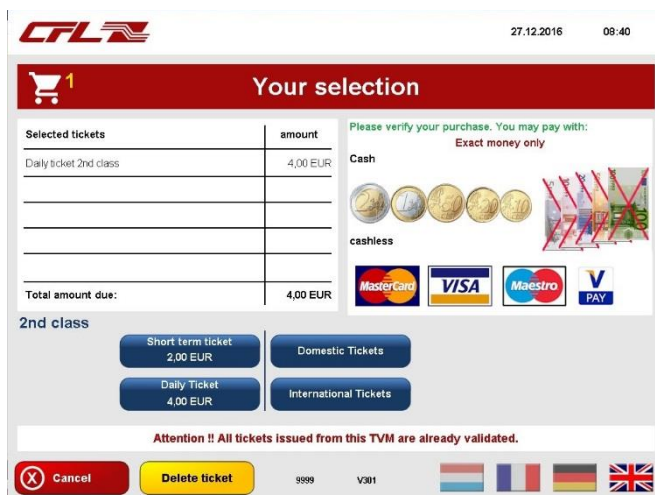 CFL
27.12.2016 08:40
1 Your selection
Selected tickets amount
Daily ticket 2nd class 4,00 EUR
Total amount due: 4,00 EUR
Please verify your purchase. You may pay with:
Exact money only
Cash
cashless
MasterCard VISA Maestro V PAY
2nd class
Short term ticket
2,00 EUR
Domestic Tickets
Daily Ticket
4,00 EUR
International Tickets
Attention !! All tickets issued from this TVM are already validated.
X Cancel Delete ticket 9999 V301